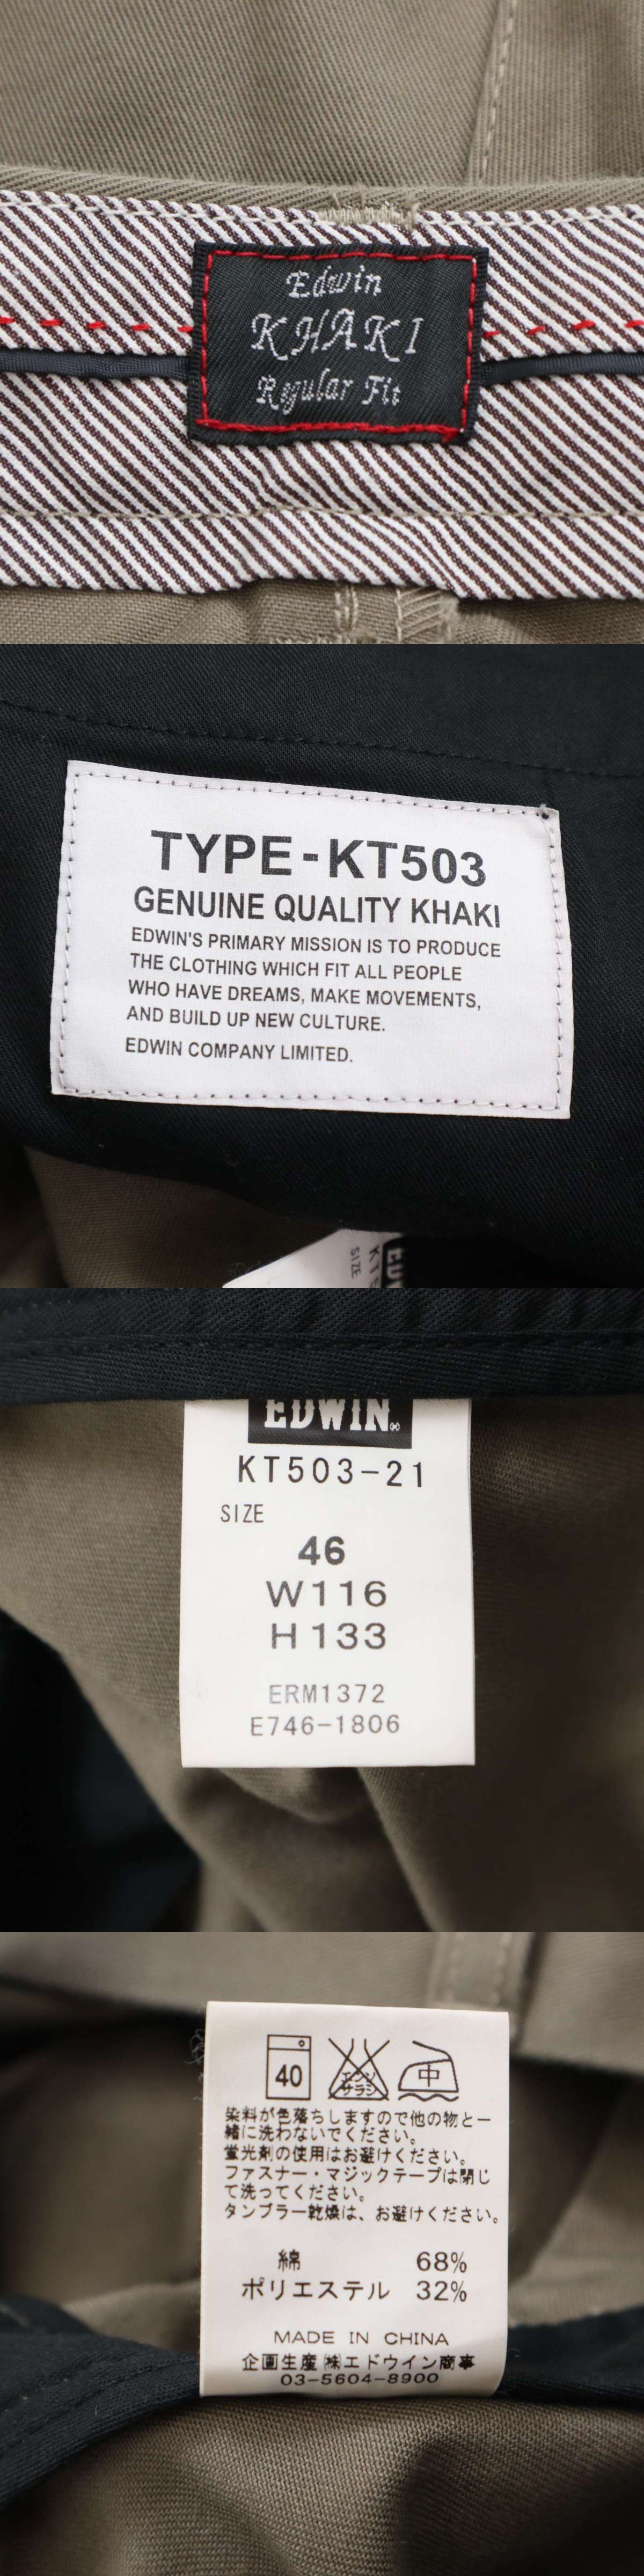 Edwin
KHAKI
Regular Fit
TYPE-KT503
GENUINE QUALITY KHAKI
EDWIN'S PRIMARY MISSION IS TO PRODUCE
THE CLOTHING WHICH FIT ALL PEOPLE
WHO HAVE DREAMS, MAKE MOVEMENTS,
AND BUILD UP NEW CULTURE.
EDWIN COMPANY LIMITED.
SIZE
EDWIN®
KT503-21
SIZE
46
W116
H133
ERM1372
E746-1806
40
エンソ
サラシ
中
染料が色落ちしますので他の物と一
緒に洗わないでください。
蛍光剤の使用はお避けください。
ファスナー・マジックテープは閉じ
て洗ってください。
タンブラー乾燥は、お避けください。
綿 68%
ポリエステル 32%
MADE IN CHINA
企画生産 ㈱エドウイン商事
03-5604-8900